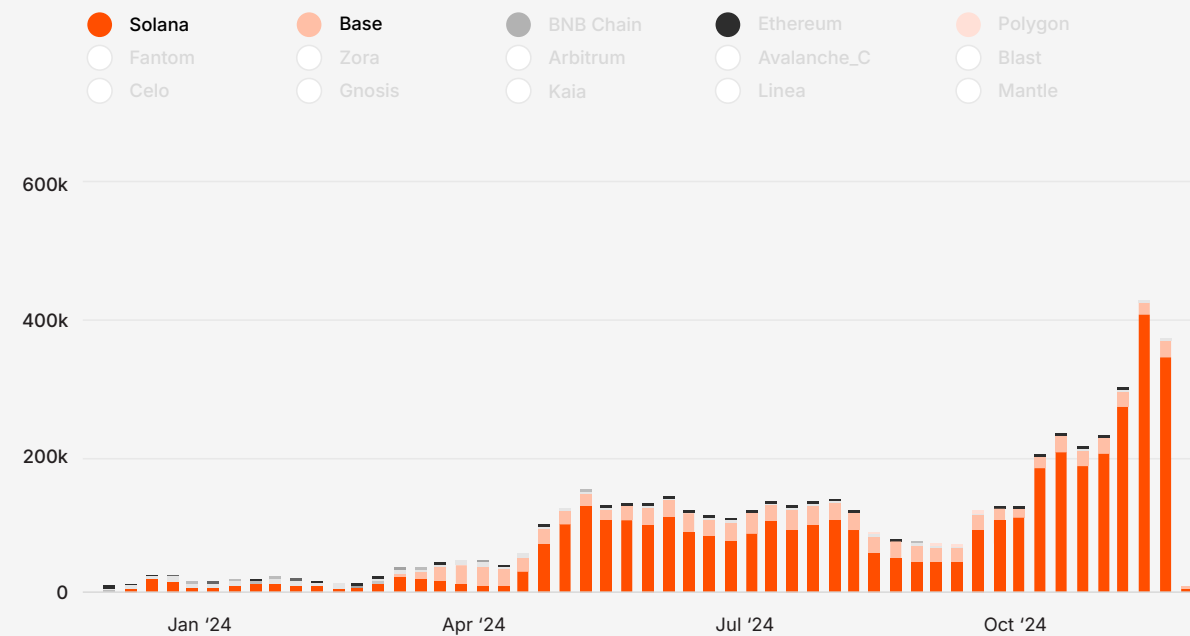 Solana Base BNB Chain Ethereum Polygon
Fantom Zora Arbitrum Avalanche_C Blast
Celo Gnosis Kaia Linea Mantle
600k
400k
200k
0
Jan ‘24 Apr ‘24 Jul ‘24 Oct ‘24